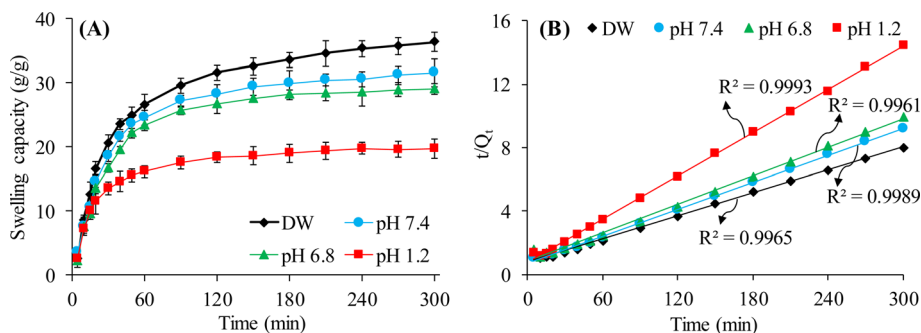 (A)
Swelling capacity (g/g)
40
30
20
10
0
0 60 120 180 240 300
Time (min)
DW pH 7.4
pH 6.8 pH 1.2
(B) DW pH 7.4 pH 6.8 pH 1.2
t/Qt
16
12
8
4
0
0 60 120 180 240 300
Time (min)
R² = 0.9993
R² = 0.9961
R² = 0.9989
R² = 0.9965